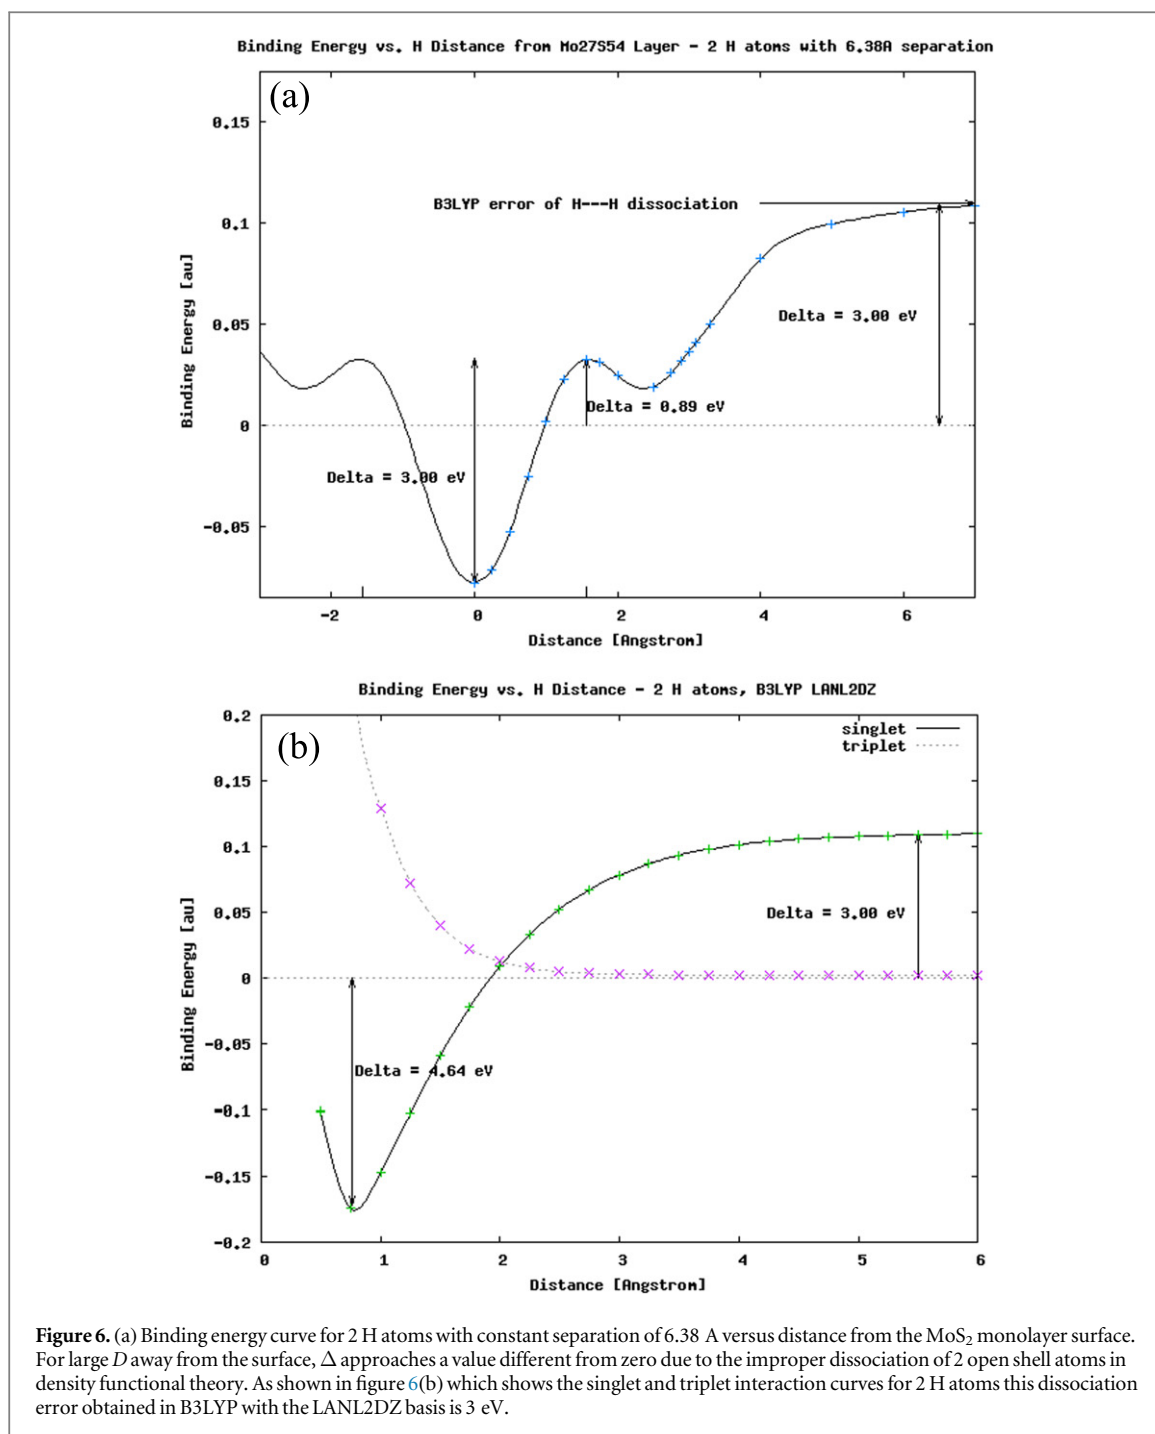 Binding Energy vs. H Distance from Mo27S54 Layer - 2 H atoms with 6.38A separation
(a)
0.15
B3LYP error of H---H dissociation
0.1
Binding Energy [au]
0.05
Delta = 3.00 eV
Delta = 0.89 eV
0
Delta = 3.00 eV
-0.05
-2 0 2 4 6
Distance [Angstrom]
Binding Energy vs. H Distance - 2 H atoms, B3LYP LANL2DZ
0.2
(b)
singlet
triplet
0.15
0.1
0.05
Delta = 3.00 eV
Binding Energy [au]
0
-0.05
Delta = 4.64 eV
-0.1
-0.15
-0.2
0 1 2 3 4 5 6
Distance [Angstrom]
Figure 6. (a) Binding energy curve for 2 H atoms with constant separation of 6.38 A versus distance from the MoS₂ monolayer surface.
For large D away from the surface, Δ approaches a value different from zero due to the improper dissociation of 2 open shell atoms in
density functional theory. As shown in figure 6(b) which shows the singlet and triplet interaction curves for 2 H atoms this dissociation
error obtained in B3LYP with the LANL2DZ basis is 3 eV.